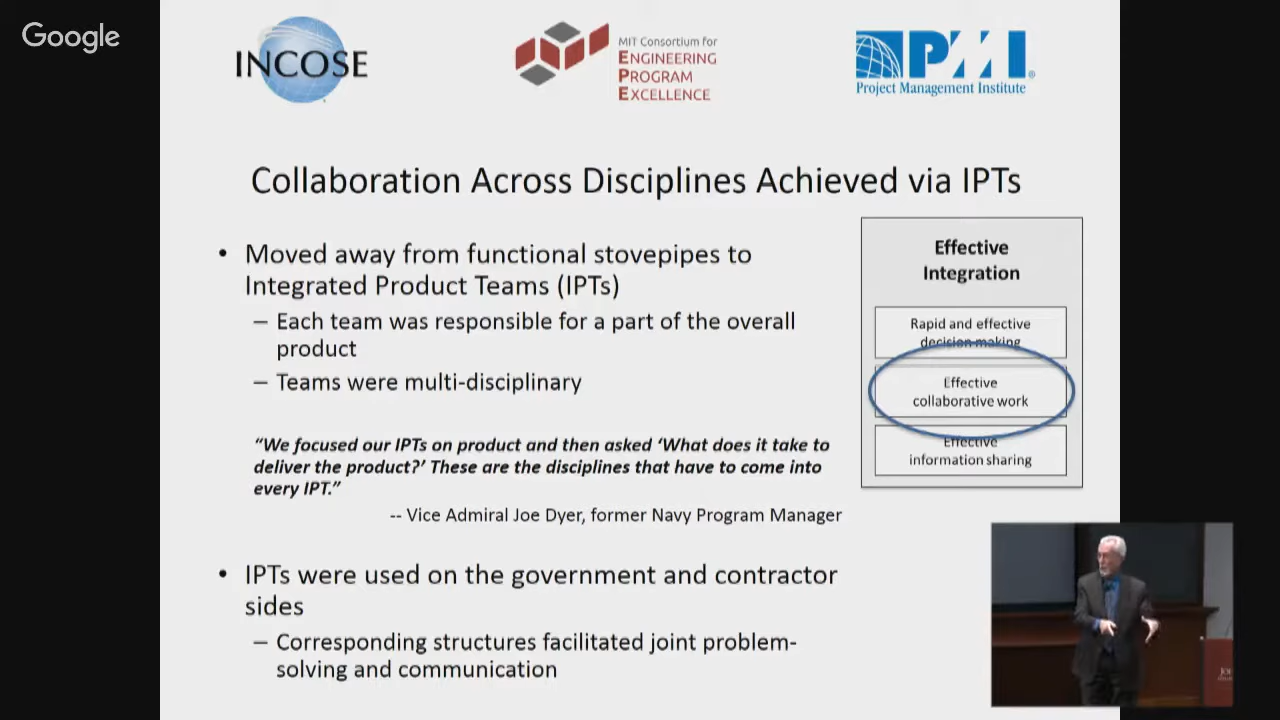 Google
INCOSE
MIT Consortium for
ENGINEERING
PROGRAM
EXCELLENCE
PMI
Project Management Institute
Collaboration Across Disciplines Achieved via IPTs
• Moved away from functional stovepipes to
Integrated Product Teams (IPTs)
– Each team was responsible for a part of the overall
product
– Teams were multi-disciplinary
“We focused our IPTs on product and then asked ‘What does it take to
deliver the product?’ These are the disciplines that have to come into
every IPT.”
-- Vice Admiral Joe Dyer, former Navy Program Manager
• IPTs were used on the government and contractor
sides
– Corresponding structures facilitated joint problem-
solving and communication
Effective
Integration
Rapid and effective
decision making
Effective
collaborative work
Effective
information sharing